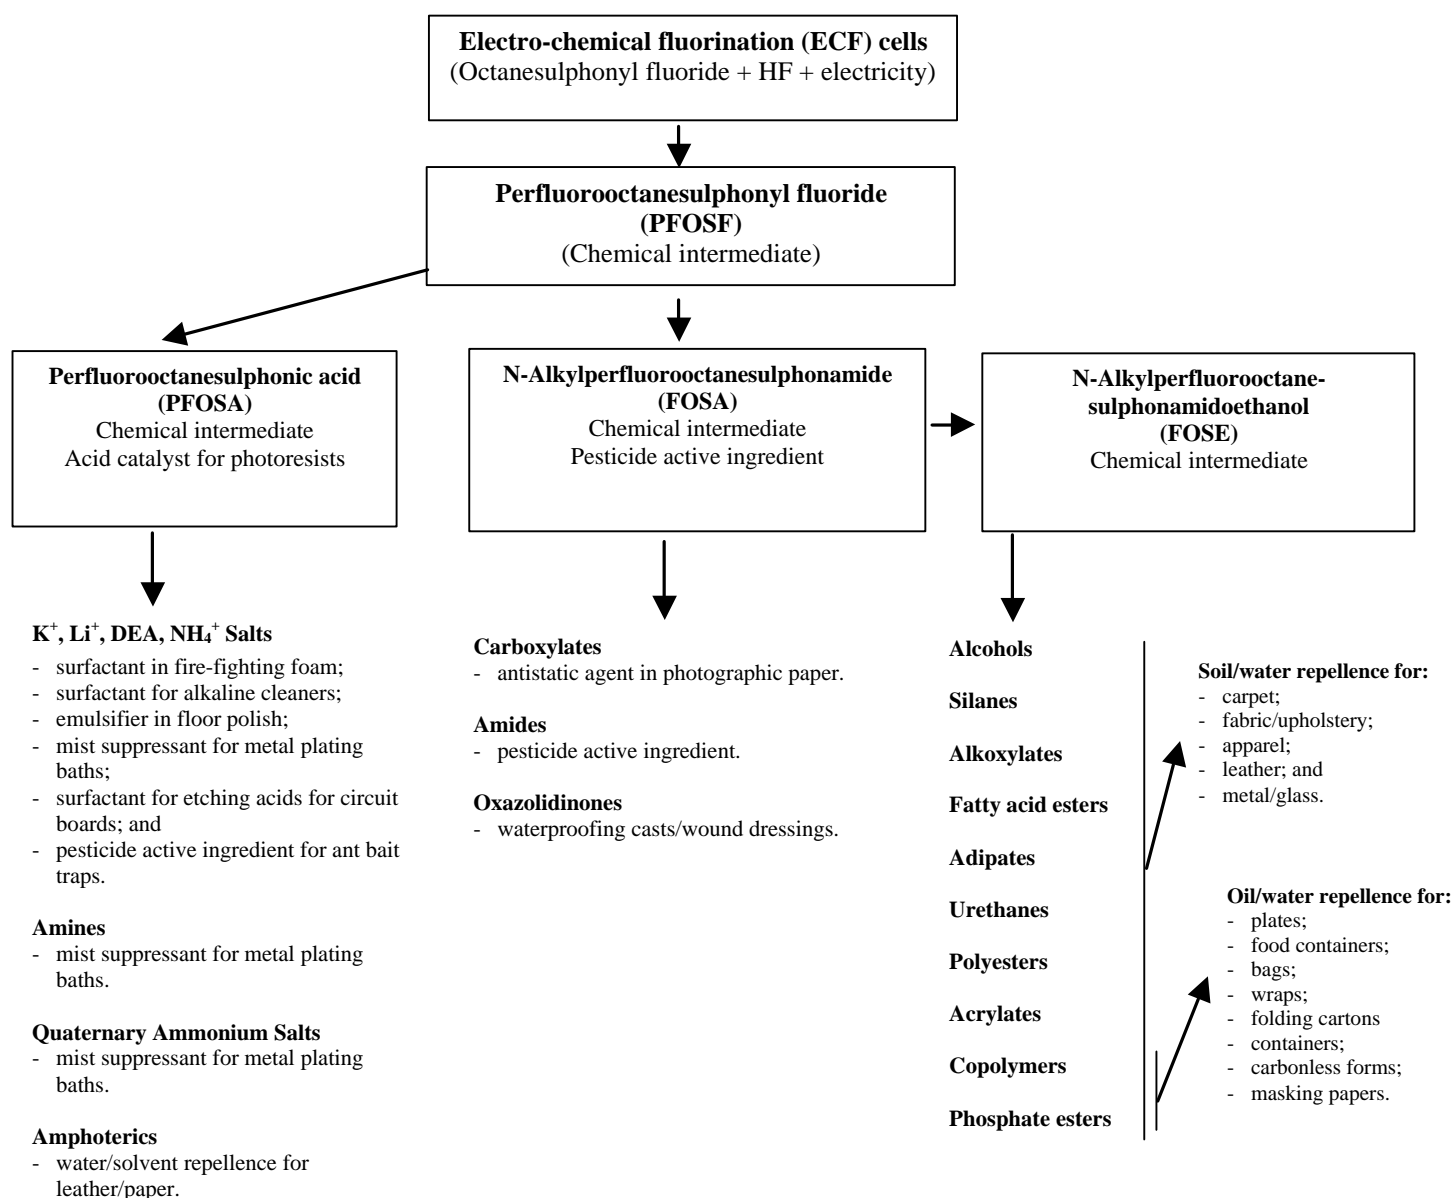 Electro-chemical fluorination (ECF) cells
(Octanesulphonyl fluoride + HF + electricity)
Perfluorooctanesulphonyl fluoride
(PFOSF)
(Chemical intermediate)
Perfluorooctanesulphonic acid
(PFOSA)
Chemical intermediate
Acid catalyst for photoresists
N-Alkylperfluorooctanesulphonamide
(FOSA)
Chemical intermediate
Pesticide active ingredient
N-Alkylperfluorooctane-
sulphonamidoethanol
(FOSE)
Chemical intermediate
K⁺, Li⁺, DEA, NH₄⁺ Salts
- surfactant in fire-fighting foam;
- surfactant for alkaline cleaners;
- emulsifier in floor polish;
- mist suppressant for metal plating
baths;
- surfactant for etching acids for circuit
boards; and
- pesticide active ingredient for ant bait
traps.
Amines
- mist suppressant for metal plating
baths.
Quaternary Ammonium Salts
- mist suppressant for metal plating
baths.
Amphoterics
- water/solvent repellence for
leather/paper.
Carboxylates
- antistatic agent in photographic paper.
Amides
- pesticide active ingredient.
Oxazolidinones
- waterproofing casts/wound dressings.
Alcohols
Silanes
Alkoxylates
Fatty acid esters
Adipates
Urethanes
Polyesters
Acrylates
Copolymers
Phosphate esters
Soil/water repellence for:
- carpet;
- fabric/upholstery;
- apparel;
- leather; and
- metal/glass.
Oil/water repellence for:
- plates;
- food containers;
- bags;
- wraps;
- folding cartons
- containers;
- carbonless forms;
- masking papers.